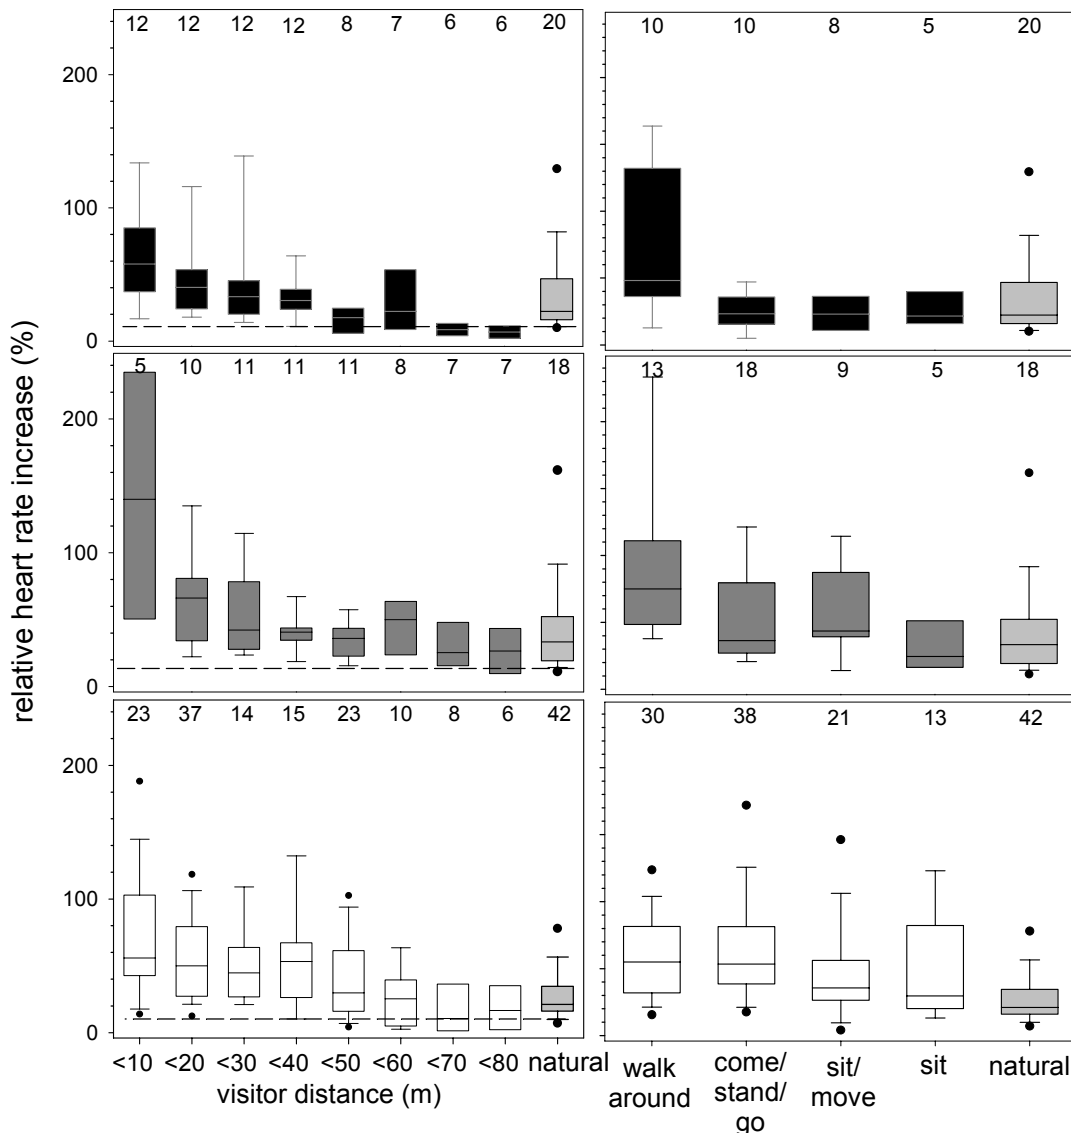 12 12 12 12 8 7 6 6 20
10 10 8 5 20
200
100
0
5 10 11 11 11 8 7 7 18
13 18 9 5 18
200
100
0
23 37 14 15 23 10 8 6 42
30 38 21 13 42
200
100
0
relative heart rate increase (%)
<10 <20 <30 <40 <50 <60 <70 <80 natural
visitor distance (m)
walk
around
come/
stand/
go
sit/
move
sit
natural